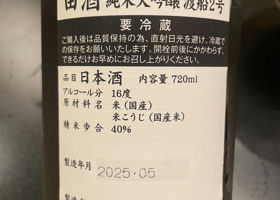 田酒 純米大吟醸 渡船2号
要冷蔵
ご購入後は品質保持の為、直射日光を避け、冷蔵で
の保存をお願いいたします。開栓前後にかかわらず、
できるだけお早めにお召し上がりください。
品目 日本酒 内容量 720ml
アルコール分 16度
原材料名 米(国産)
米こうじ(国産米)
精米歩合 40%
製造年月 2025.05